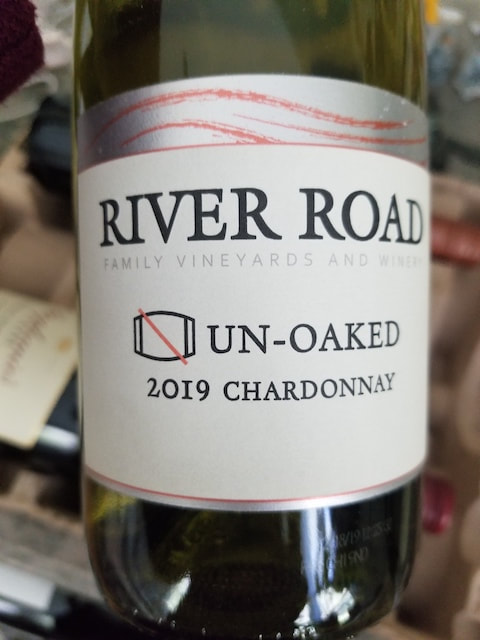 RIVER ROAD
FAMILY VINEYARDS AND WINERY
UN-OAKED
2019 CHARDONNAY